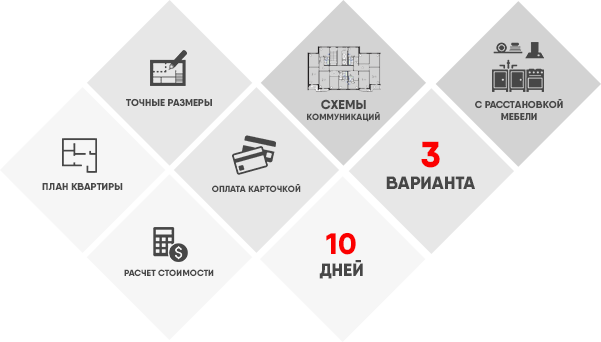 ТОЧНЫЕ РАЗМЕРЫ
СХЕМЫ
КОММУНИКАЦИЙ
С РАССТАНОВКОЙ
МЕБЕЛИ
ПЛАН КВАРТИРЫ
ОПЛАТА КАРТОЧКОЙ
3
ВАРИАНТА
РАСЧЕТ СТОИМОСТИ
$
10
ДНЕЙ